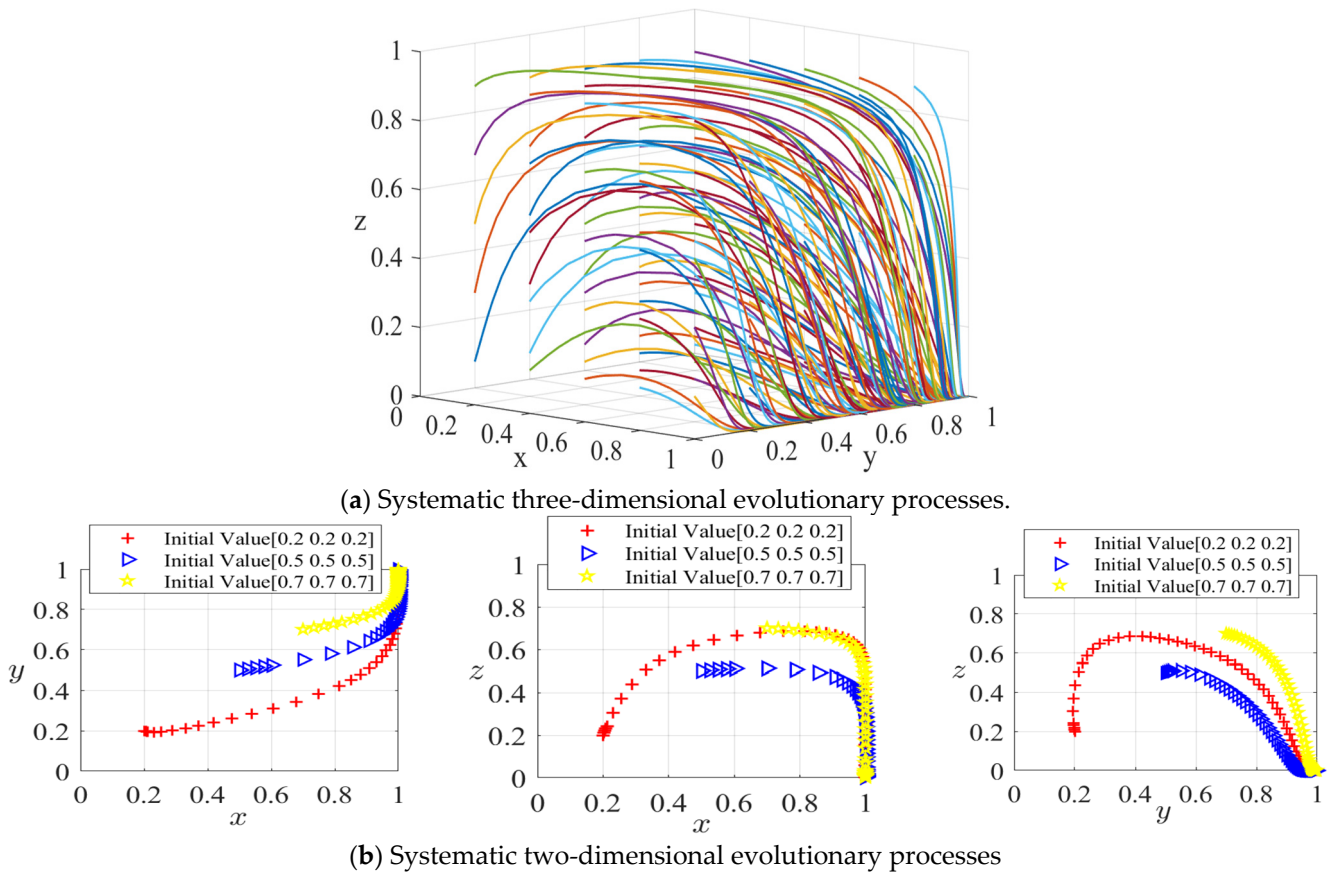 1
0.8
0.6
z
0.4
0.2
0
0
0.2
0.4
x
0.6
0.8
1
0
0.2
0.4
y
0.6
0.8
1
(a) Systematic three-dimensional evolutionary processes.
Initial Value[0.2 0.2 0.2]
Initial Value[0.5 0.5 0.5]
Initial Value[0.7 0.7 0.7]
1
0.8
0.6
y
0.4
0.2
0
0
0.2
0.4
0.6
0.8
1
x
Initial Value[0.2 0.2 0.2]
Initial Value[0.5 0.5 0.5]
Initial Value[0.7 0.7 0.7]
1
0.8
0.6
z
0.4
0.2
0
0
0.2
0.4
0.6
0.8
1
x
Initial Value[0.2 0.2 0.2]
Initial Value[0.5 0.5 0.5]
Initial Value[0.7 0.7 0.7]
1
0.8
0.6
z
0.4
0.2
0
0
0.2
0.4
0.6
0.8
1
y
(b) Systematic two-dimensional evolutionary processes